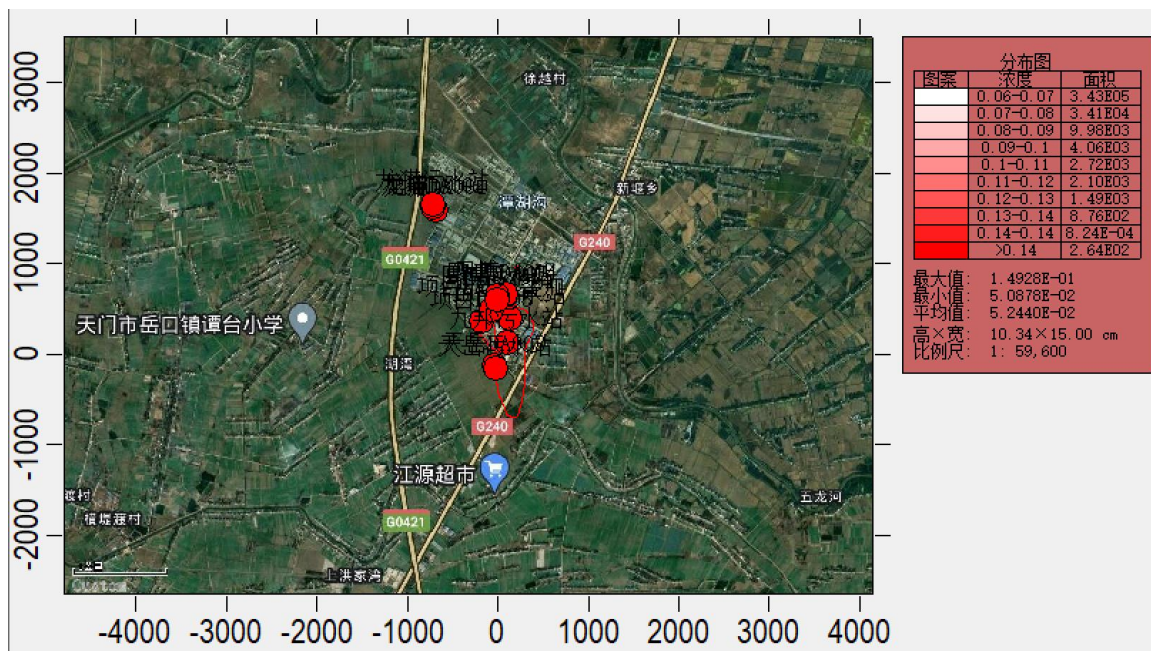 3000
2000
1000
0
-1000
-2000
-4000
-3000
-2000
-1000
0
1000
2000
3000
4000
徐越村
新堰乡
潭湖沟
G240
G0421
天门市岳口镇谭台小学
湖湾
G240
江源超市
五龙河
渡村
横堤渡村
G0421
上洪家湾
分布图
图案 浓度 面积
0.06-0.07 3.43E05
0.07-0.08 3.41E04
0.08-0.09 9.98E03
0.09-0.1 4.06E03
0.1-0.11 2.72E03
0.11-0.12 2.10E03
0.12-0.13 1.49E03
0.13-0.14 8.76E02
0.14-0.14 8.24E-04
>0.14 2.64E02
最大值: 1.4928E-01
最小值: 5.0878E-02
平均值: 5.2440E-02
高×宽: 10.34×15.00 cm
比例尺: 1: 59,600